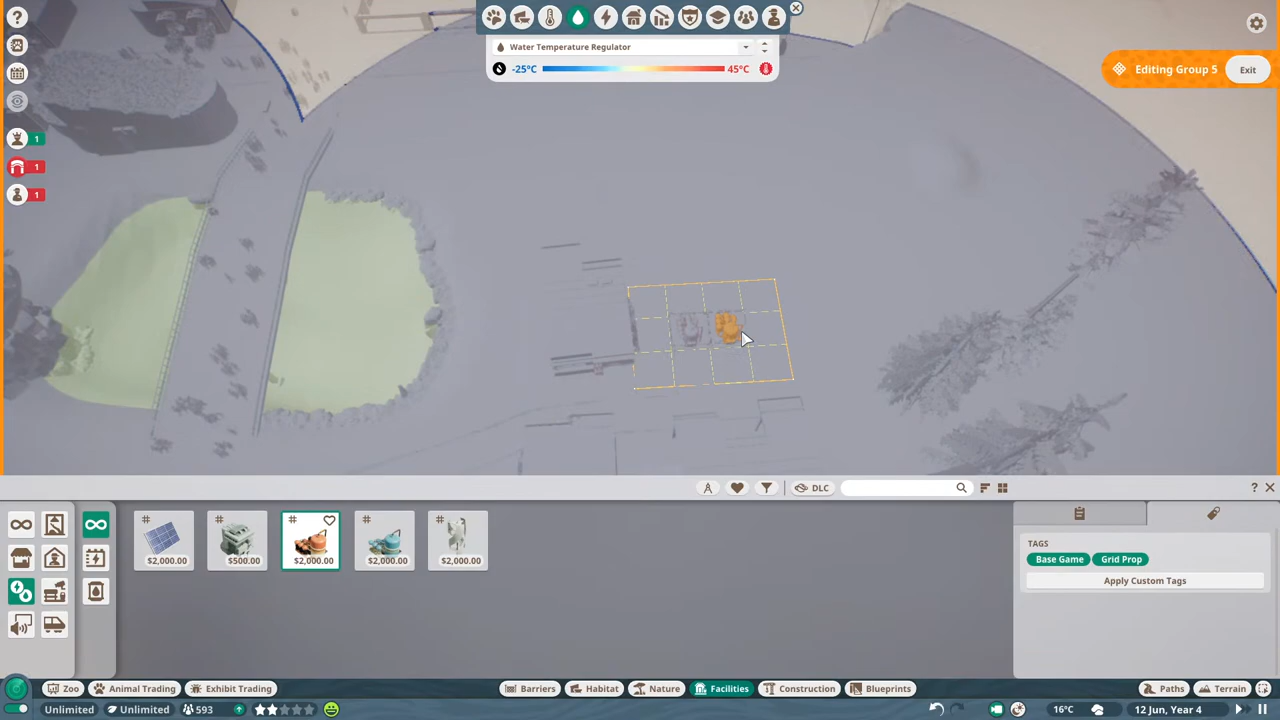 Water Temperature Regulator
-25°C
45°C
Editing Group 5
Exit
1
1
1
DLC
$2,000.00
$500.00
$2,000.00
$2,000.00
$2,000.00
TAGS
Base Game
Grid Prop
Apply Custom Tags
Zoo
Animal Trading
Exhibit Trading
Barriers
Habitat
Nature
Facilities
Construction
Blueprints
Paths
Terrain
Unlimited
Unlimited
593
16°C
12 Jun, Year 4